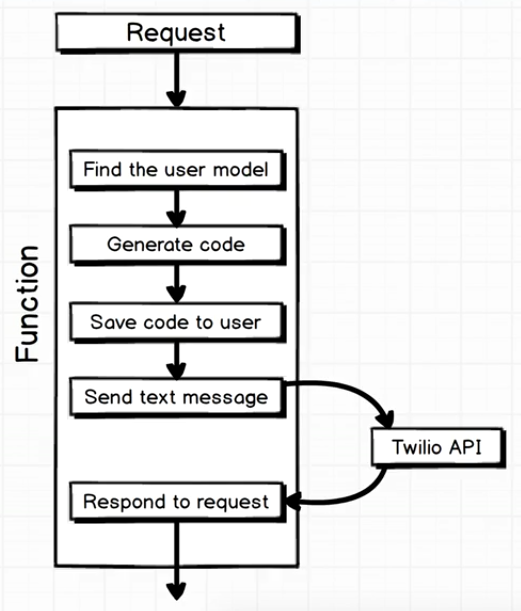 Request
Function
Find the user model
Generate code
Save code to user
Send text message
Twilio API
Respond to request